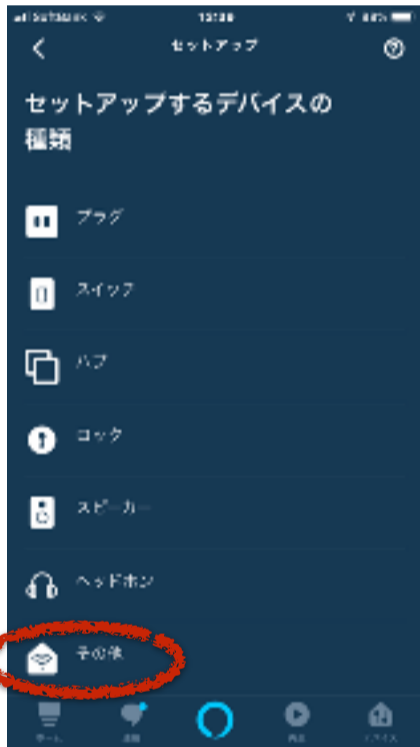 セットアップ
セットアップするデバイスの
種類
プラグ
スイッチ
ハブ
ロック
スピーカー
ヘッドホン
その他